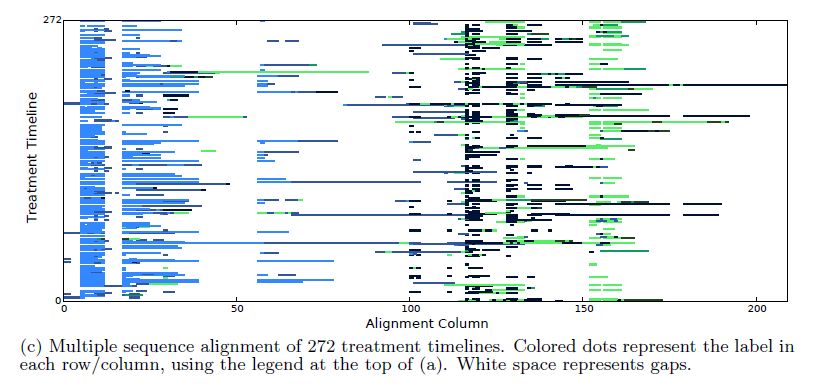 272
Treatment Timeline
0
0 50 100 150 200
Alignment Column
(c) Multiple sequence alignment of 272 treatment timelines. Colored dots represent the label in
each row/column, using the legend at the top of (a). White space represents gaps.